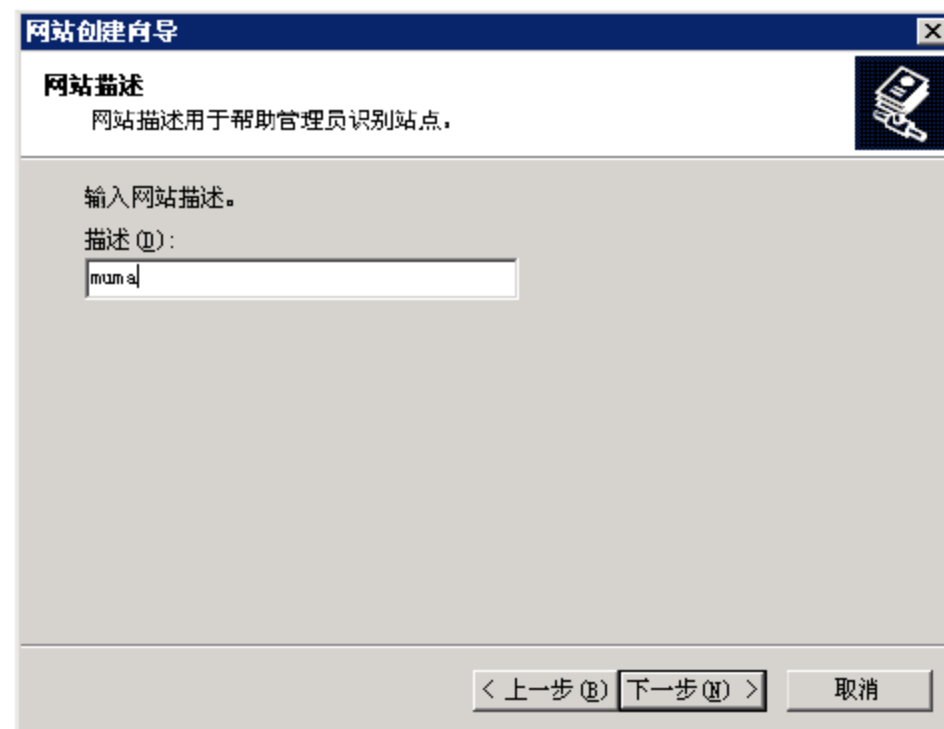 网站创建向导
网站描述
网站描述用于帮助管理员识别站点。
输入网站描述。
描述(D):
muma
< 上一步(B) 下一步(N) > 取消